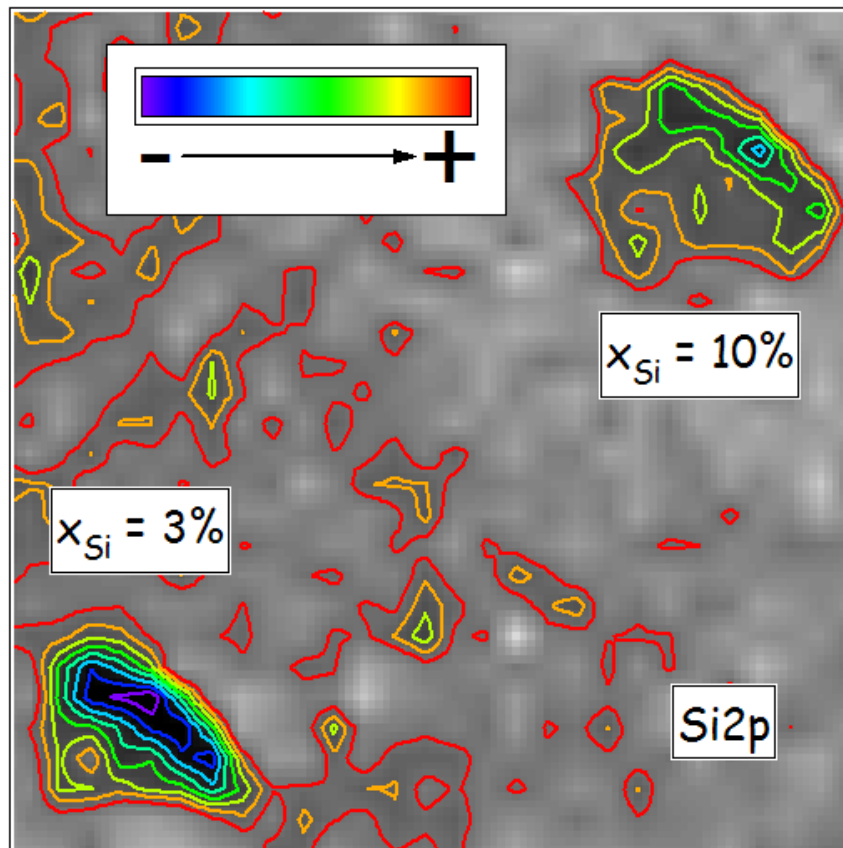 - +
x_Si = 10%
x_Si = 3%
Si2p